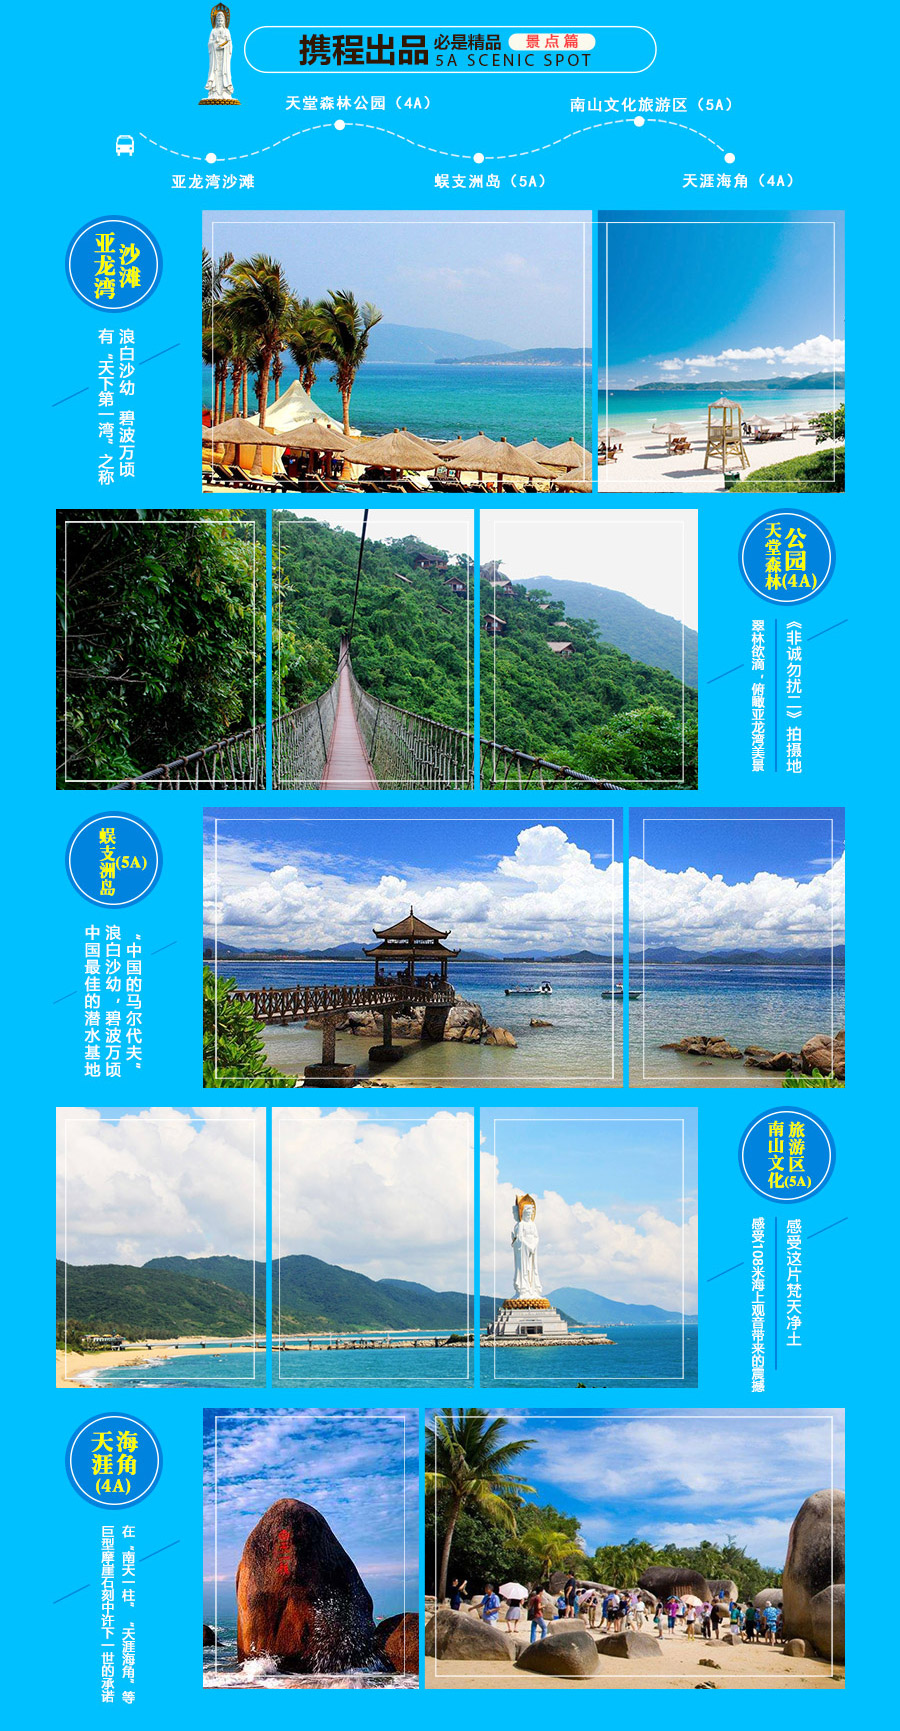 携程出品 必是精品 景点篇
5A SCENIC SPOT
天堂森林公园（4A）
南山文化旅游区（5A）
亚龙湾沙滩
蜈支洲岛（5A）
天涯海角（4A）
亚龙湾
沙滩
浪白沙幼 碧波万顷
有“天下第一湾”之称
天堂森林
公园
(4A)
《非诚勿扰二》拍摄地
翠林欲滴，俯瞰亚龙湾美景
蜈支洲岛
(5A)
“中国的马尔代夫”
浪白沙幼，碧波万顷
中国最佳的潜水基地
南山文化
旅游区
(5A)
感受这片梵天净土
感受108米海上观音带来的震撼
天涯
海角
(4A)
在“南天一柱”，“天涯海角”等
巨型摩崖石刻中许下一世的承诺